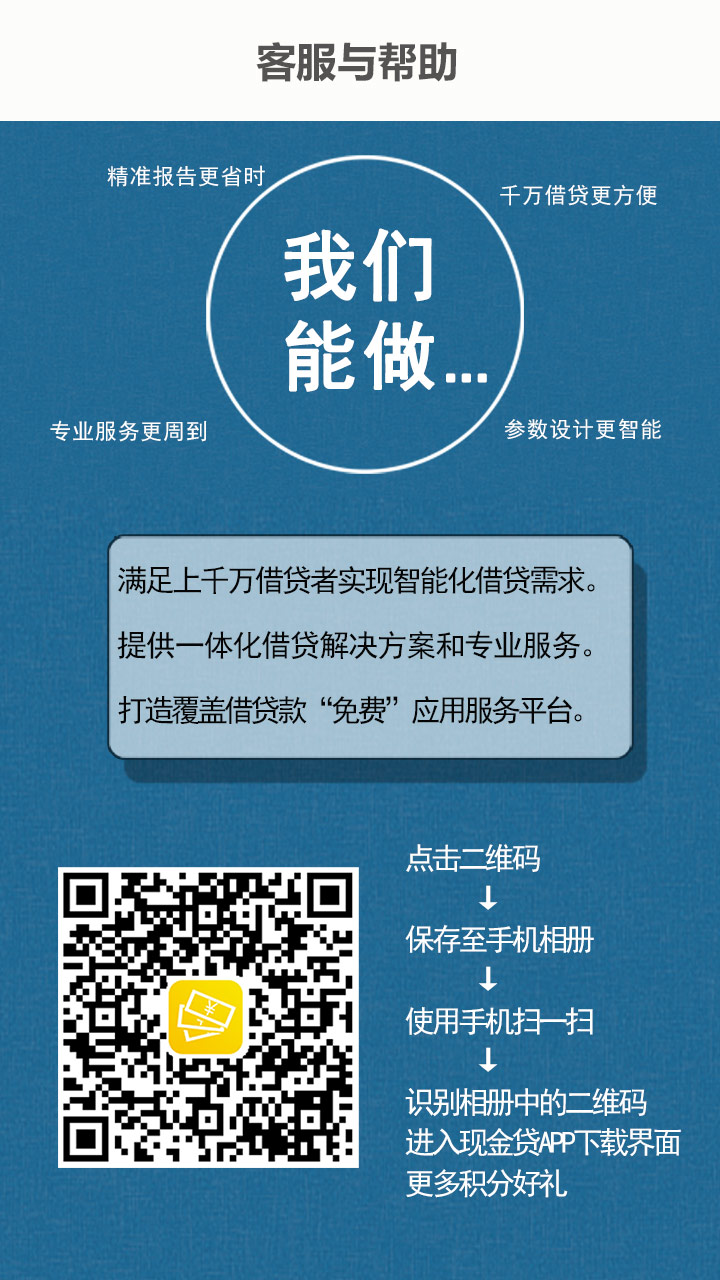 客服与帮助
精准报告更省时
千万借贷更方便
我们
能做...
专业服务更周到
参数设计更智能
满足上千万借贷者实现智能化借贷需求。
提供一体化借贷解决方案和专业服务。
打造覆盖借贷款“免费”应用服务平台。
点击二维码
↓
保存至手机相册
↓
使用手机扫一扫
↓
识别相册中的二维码
进入现金贷APP下载界面
更多积分好礼